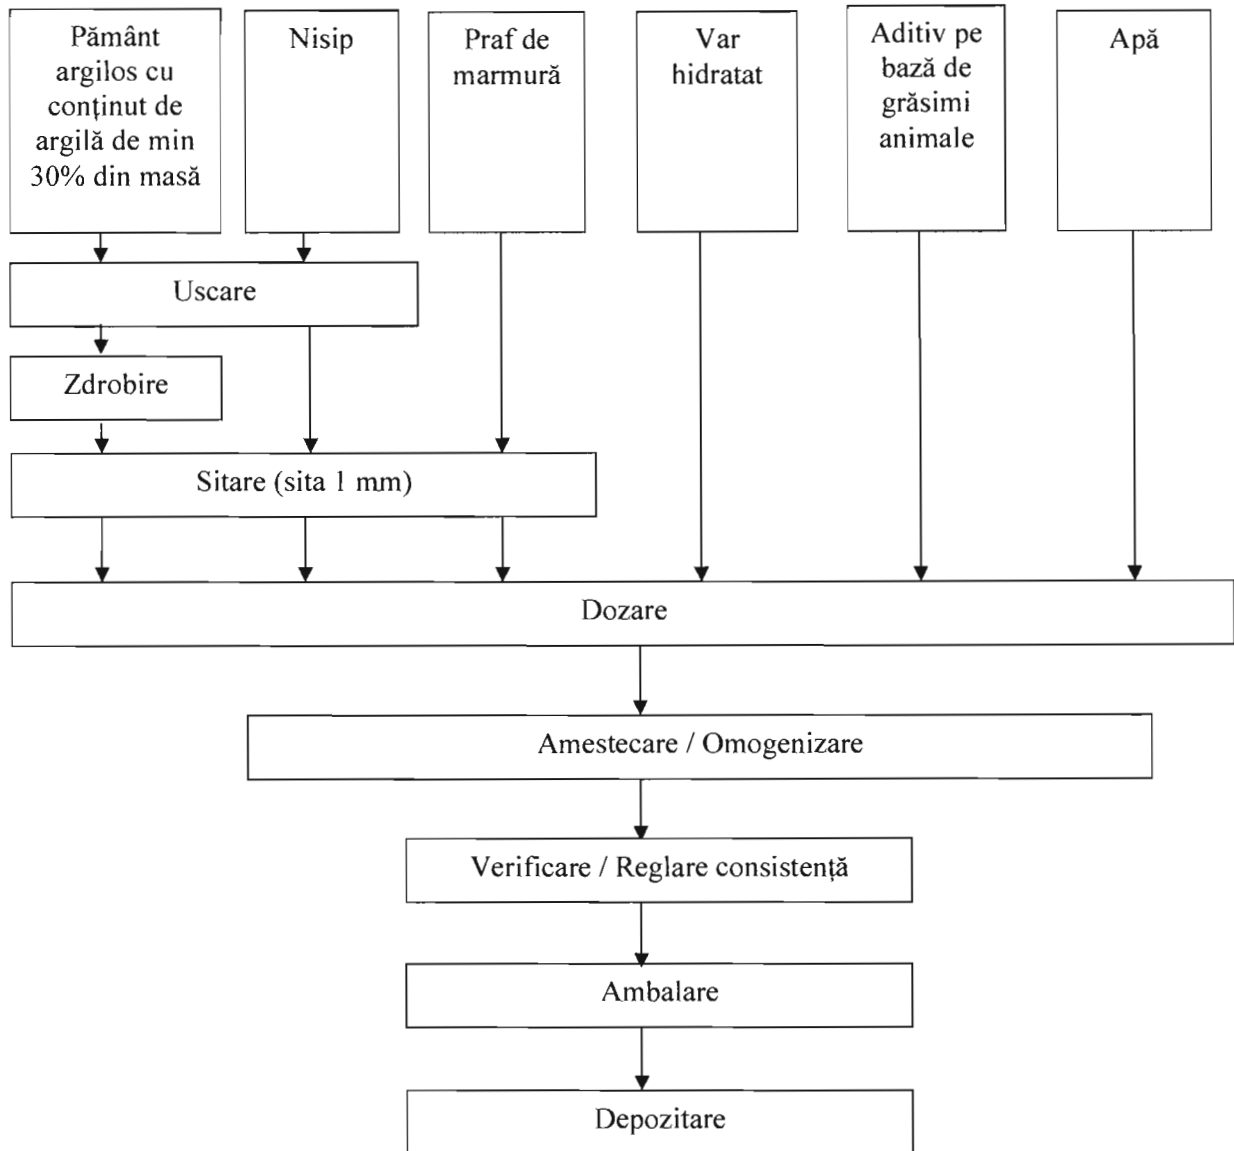 Pământ
argilos cu
conținut de
argilă de min
30% din masă
Nisip
Praf de
marmură
Var
hidratat
Aditiv pe
bază de
grăsimi
animale
Apă
Uscare
Zdrobire
Sitare (sita 1 mm)
Dozare
Amestecare / Omogenizare
Verificare / Reglare consistență
Ambalare
Depozitare